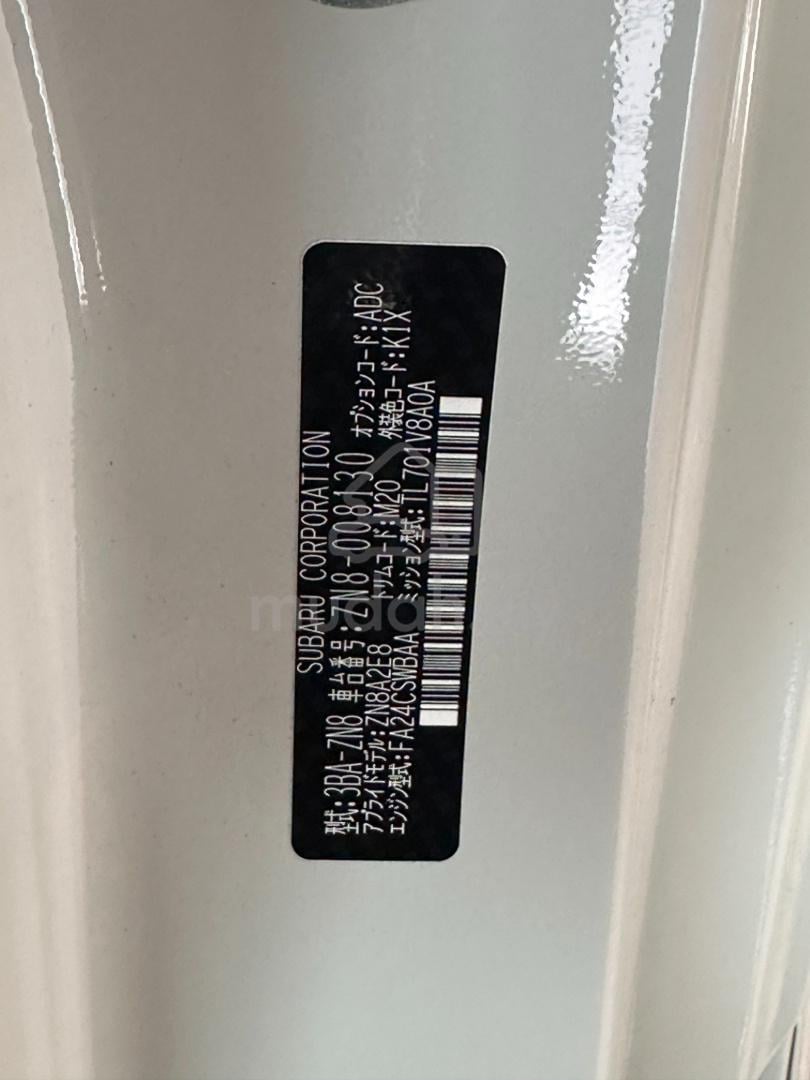 SUBARU CORPORATION
型式:3BA-ZN8 車台番号:ZN8-008130 オプションコード:ADC
アプライドモデル:ZN8A2E8 トリムコード:M20 外装色コード:K1X
エンジン型式:FA24CSWBAA ミッション型式:TL701V8A0A
mudah.my